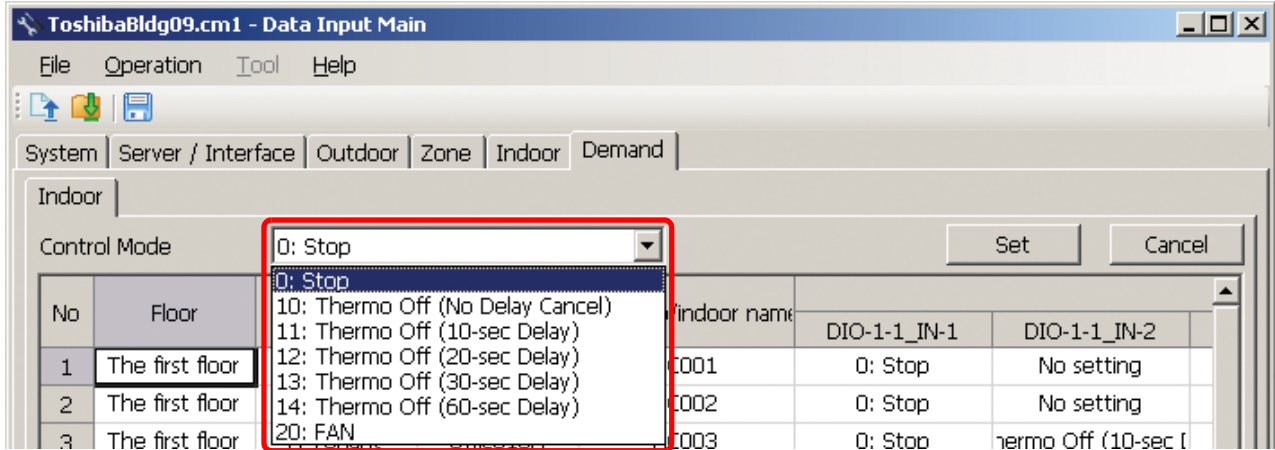 ToshibaBldg09.cm1 - Data Input Main
File Operation Tool Help
System Server / Interface Outdoor Zone Indoor Demand
Indoor
Control Mode 0: Stop Set Cancel
0: Stop
10: Thermo Off (No Delay Cancel)
11: Thermo Off (10-sec Delay)
12: Thermo Off (20-sec Delay)
13: Thermo Off (30-sec Delay)
14: Thermo Off (60-sec Delay)
20: FAN
No Floor indoor name DIO-1-1_IN-1 DIO-1-1_IN-2
1 The first floor C001 0: Stop No setting
2 The first floor C002 0: Stop No setting
3 The first floor C003 0: Stop hermo Off (10-sec D